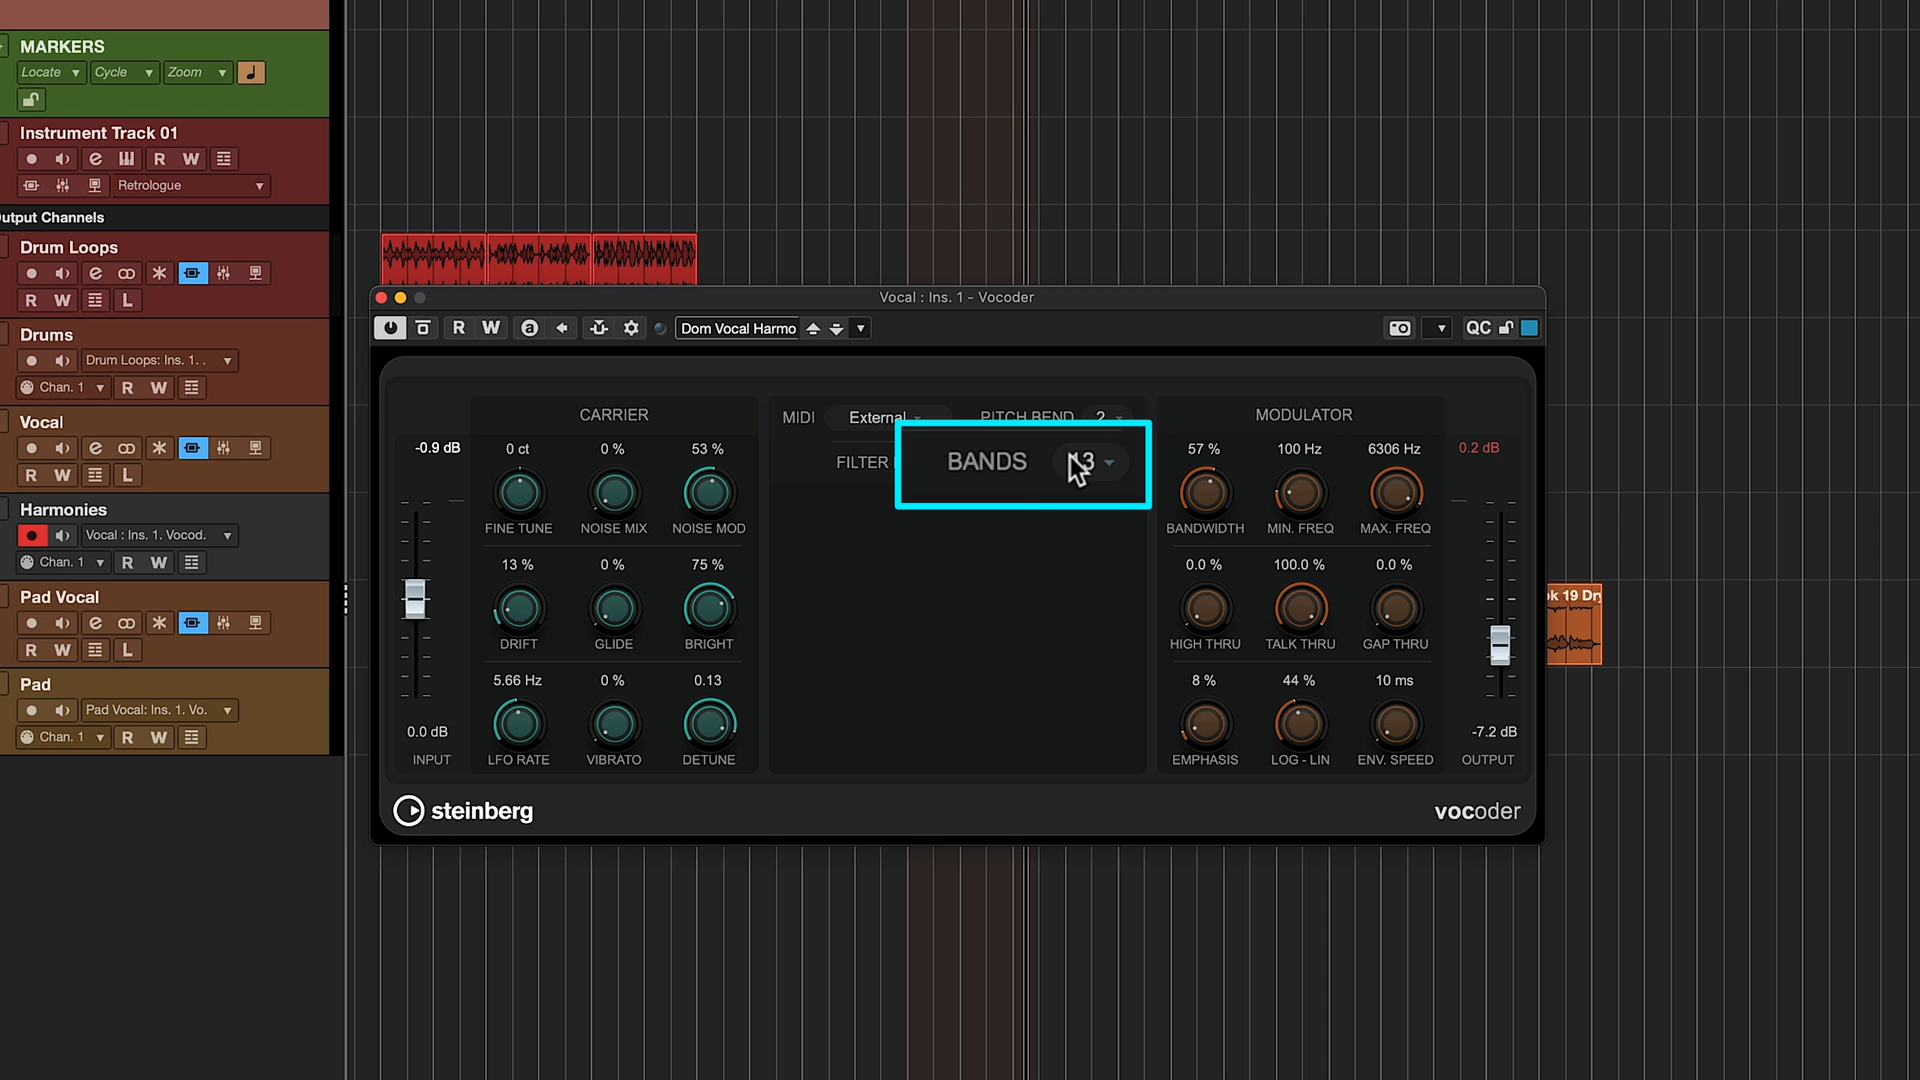 MARKERS
Locate Cycle Zoom
Instrument Track 01
e R W
Retrologue
utput Channels
Drum Loops
e
R W L
Drums
Drum Loops: Ins. 1. .
Chan. 1 R W
Vocal
e
R W L
Harmonies
Vocal : Ins. 1. Vocod.
Chan. 1 R W
Pad Vocal
e
R W L
Pad
Pad Vocal: Ins. 1. Vo.
Chan. 1 R W
Vocal : Ins. 1 - Vocoder
R W a Dom Vocal Harmo QC
CARRIER
-0.9 dB
0 ct 0 % 53 %
FINE TUNE NOISE MIX NOISE MOD
13 % 0 % 75 %
DRIFT GLIDE BRIGHT
5.66 Hz 0 % 0.13
0.0 dB
INPUT LFO RATE VIBRATO DETUNE
MIDI External PITCH BEND 2
FILTER
BANDS
MODULATOR
57 % 100 Hz 6306 Hz 0.2 dB
BANDWIDTH MIN. FREQ MAX. FREQ
0.0 % 100.0 % 0.0 %
HIGH THRU TALK THRU GAP THRU
8 % 44 % 10 ms
-7.2 dB
EMPHASIS LOG - LIN ENV. SPEED OUTPUT
steinberg
vocoder
ok 19 Dry